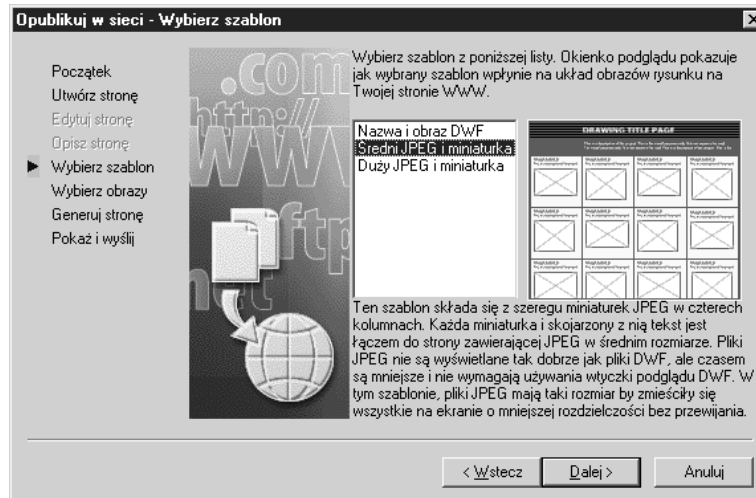 Opublikuj w sieci - Wybierz szablon
Początek
Utwórz stronę
Edytuj stronę
Opisz stronę
Wybierz szablon
Wybierz obrazy
Generuj stronę
Pokaż i wyślij
.com
http://
WWW
ftp
net
Wybierz szablon z poniższej listy. Okienko podglądu pokazuje
jak wybrany szablon wpłynie na układ obrazów rysunku na
Twojej stronie WWW.
Nazwa i obraz DWF
Średni JPEG i miniaturka
Duży JPEG i miniaturka
DRAWING TITLE PAGE
Ten szablon składa się z szeregu miniaturek JPEG w czterech
kolumnach. Każda miniaturka i skojarzony z nią tekst jest
łączem do strony zawierającej JPEG w średnim rozmiarze. Pliki
JPEG nie są wyświetlane tak dobrze jak pliki DWF, ale czasem
są mniejsze i nie wymagają używania wtyczki podglądu DWF. W
tym szablonie, pliki JPEG mają taki rozmiar by zmieściły się
wszystkie na ekranie o mniejszej rozdzielczości bez przewijania.
< Wstecz
Dalej >
Anuluj